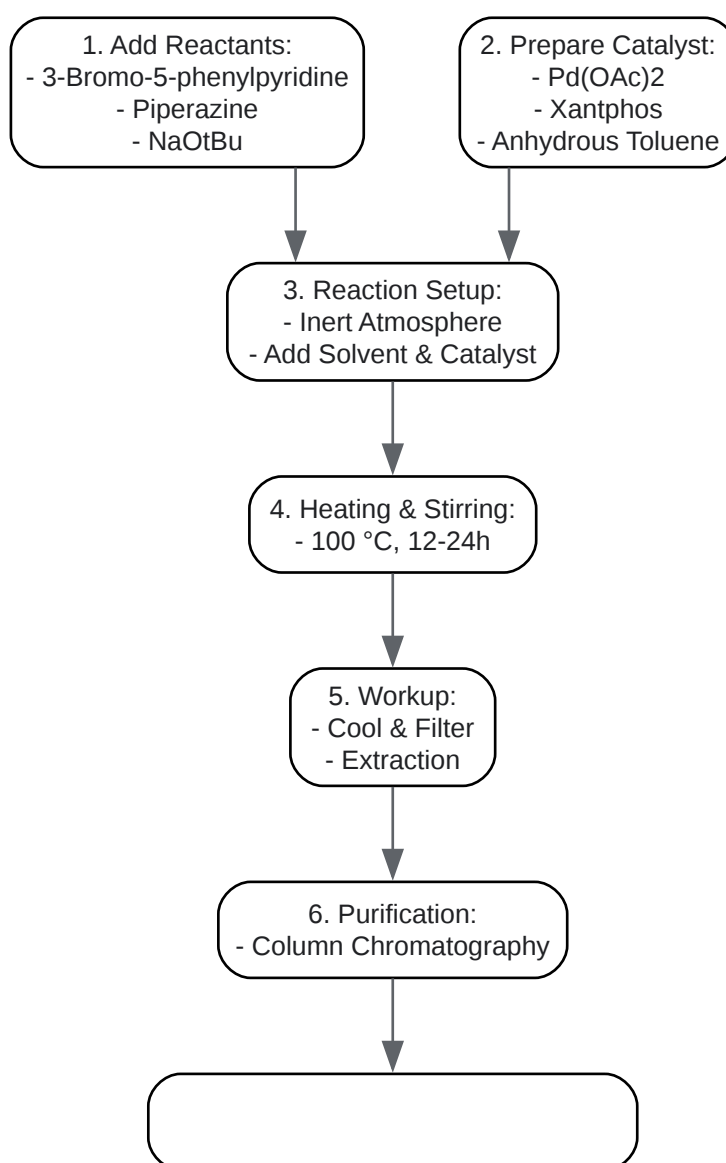 1. Add Reactants:
- 3-Bromo-5-phenylpyridine
- Piperazine
- NaOtBu
2. Prepare Catalyst:
- Pd(OAc)2
- Xantphos
- Anhydrous Toluene
3. Reaction Setup:
- Inert Atmosphere
- Add Solvent & Catalyst
4. Heating & Stirring:
- 100 °C, 12-24h
5. Workup:
- Cool & Filter
- Extraction
6. Purification:
- Column Chromatography